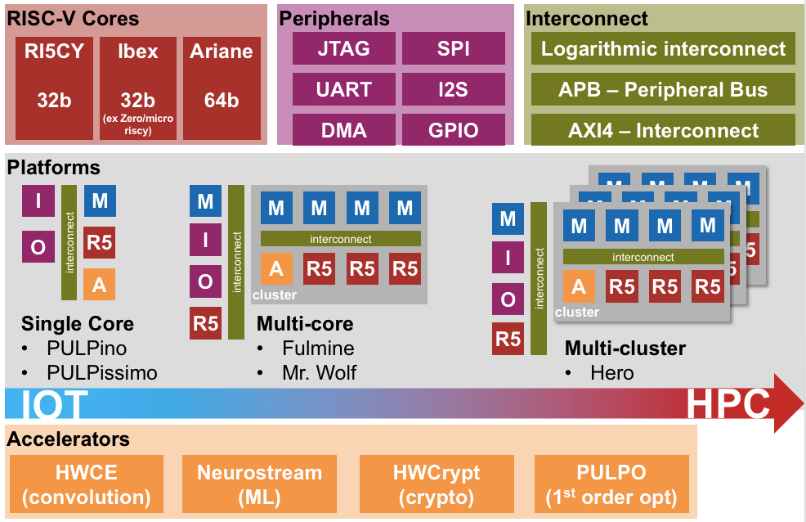 RISC-V Cores
RI5CY
32b
Ibex
32b
(ex Zero/micro
riscy)
Ariane
64b
Peripherals
JTAG
SPI
UART
I2S
DMA
GPIO
Interconnect
Logarithmic interconnect
APB – Peripheral Bus
AXI4 – Interconnect
Platforms
I
O
interconnect
M
R5
A
Single Core
• PULPino
• PULPissimo
M
I
O
R5
interconnect
M M M M
interconnect
A R5 R5 R5
cluster
Multi-core
• Fulmine
• Mr. Wolf
M
I
O
R5
interconnect
M M M M
M M M M
M M M M
interconnect
A R5 R5 R5
5
5
cluster
Multi-cluster
• Hero
IOT
HPC
Accelerators
HWCE
(convolution)
Neurostream
(ML)
HWCrypt
(crypto)
PULPO
(1st order opt)